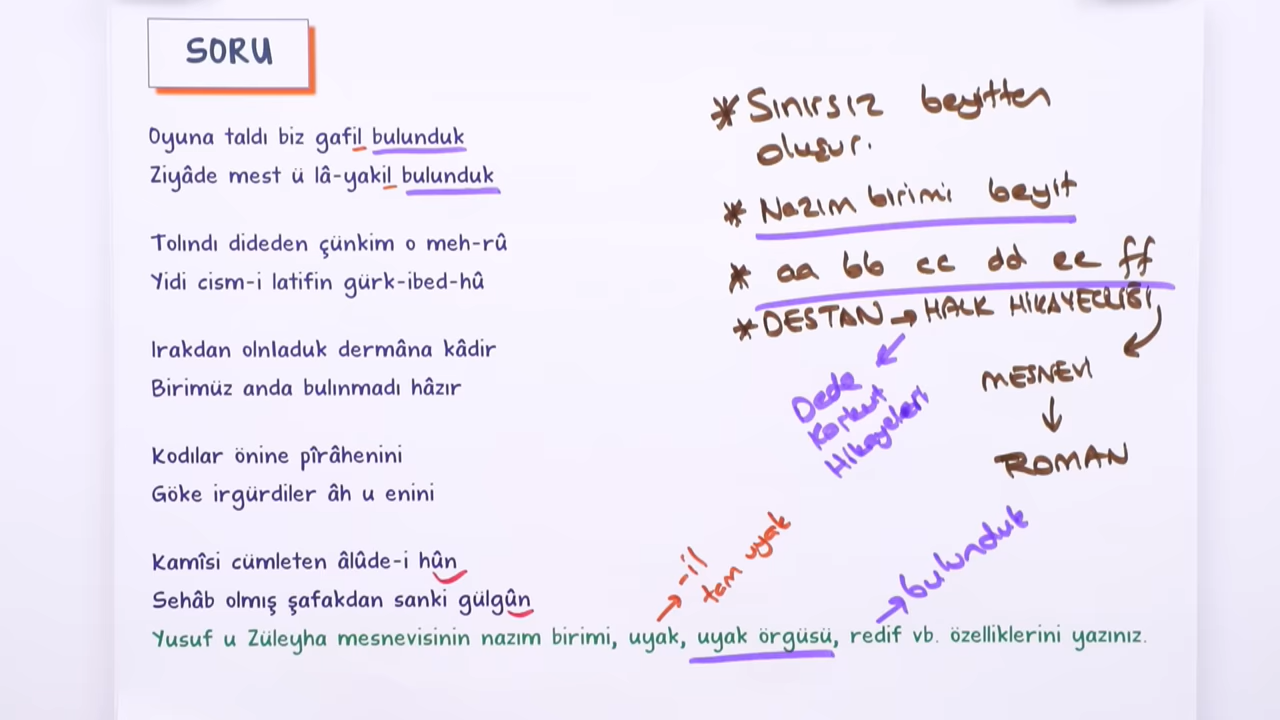 SORU
Oyuna taldı biz gafil bulunduk
Ziyâde mest ü lâ-yakil bulunduk
Tolındı dideden çünkim o meh-rû
Yidi cism-i latifin gürk-ibed-hû
Irakdan olnladuk dermâna kâdir
Birimüz anda bulınmadı hâzır
Kodılar önine pîrâhenini
Göke irgürdiler âh u enini
Kamîsi cümleten âlûde-i hûn
Sehâb olmış şafakdan sanki gülgûn
Yusuf u Züleyha mesnevisinin nazım birimi, uyak, uyak örgüsü, redif vb. özelliklerini yazınız.
* Sınırsız beyitten
oluşur.
* Nazım birimi beyit
* aa bb cc dd ee ff
* DESTAN → HALK HİKAYECİLİĞİ
Dede
Korkut
Hikayeleri
MESNEVİ
↓
ROMAN
→ -il
tam uyak
→ bulunduk